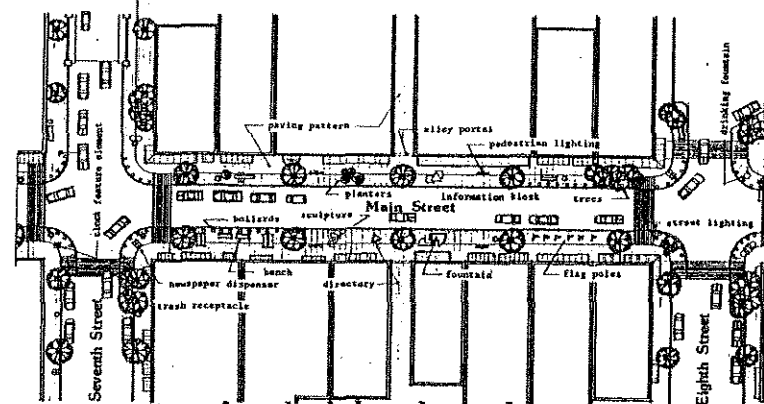 drinking fountain
paving pattern
alley portal
pedestrian lighting
clock feature element
planters
information kiosk
trees
Main Street
bollards
sculpture
street lighting
bench
directory
fountain
flag poles
newspaper dispenser
trash receptacle
Seventh Street
Eighth Street